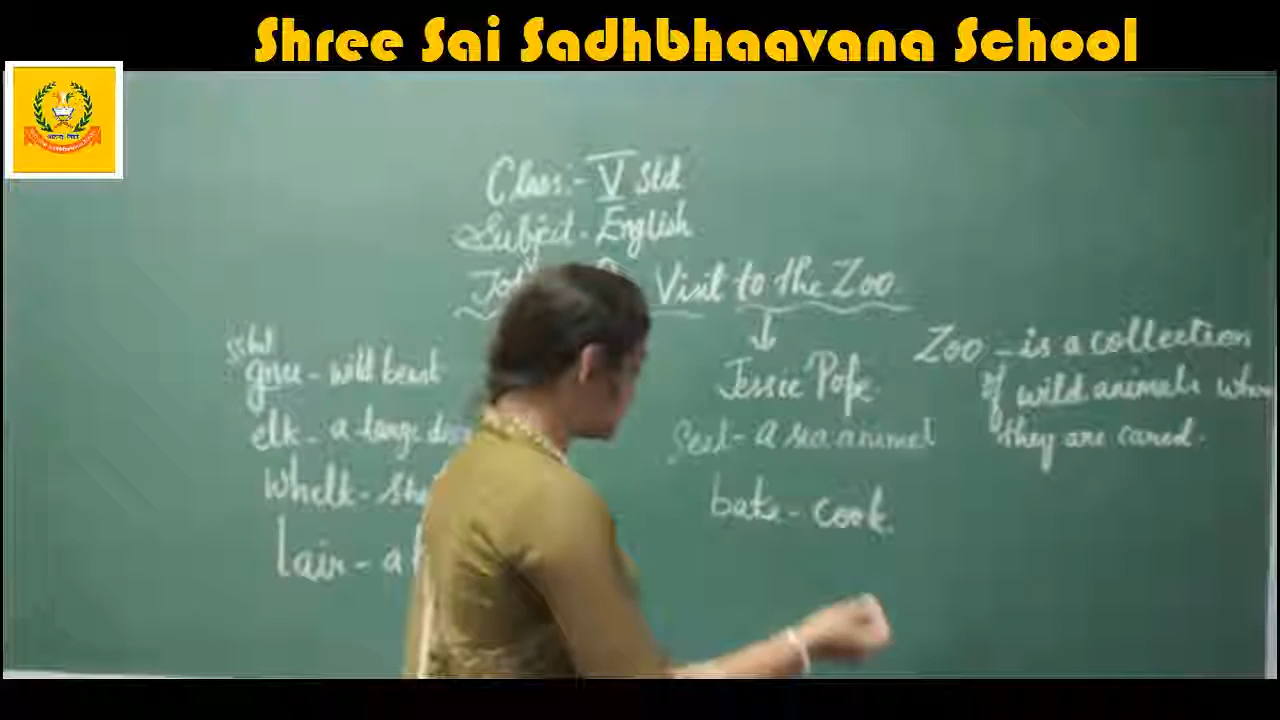 Shree Sai Sadhbhaavana School
Class:- V Std
Subject - English
Visit to the Zoo
Jessie Pope
gnu - wild beast
elk - a large
whelk - she
lair - a
Seal - a sea animal
bake - cook
Zoo - is a collection
of wild animals where
they are cared.